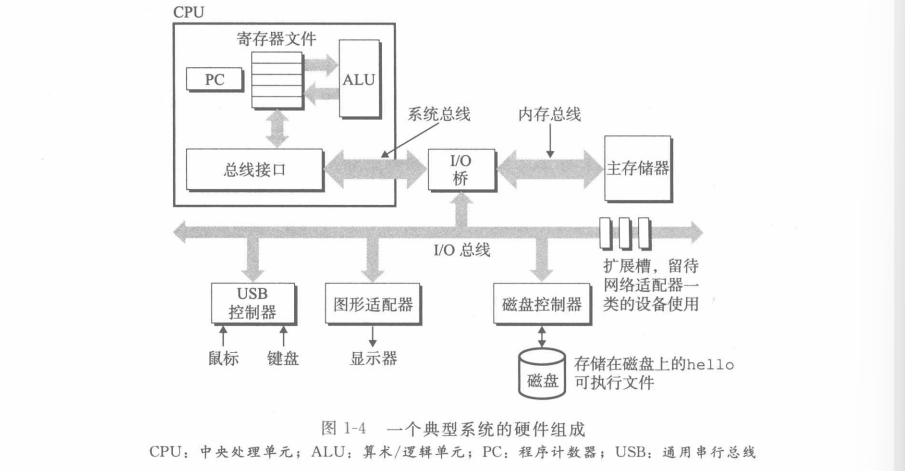 CPU
寄存器文件
PC
ALU
系统总线
内存总线
总线接口
I/O
桥
主存储器
I/O 总线
扩展槽，留待
网络适配器一
类的设备使用
USB
控制器
图形适配器
磁盘控制器
鼠标
键盘
显示器
磁盘
存储在磁盘上的hello
可执行文件
图 1-4 一个典型系统的硬件组成
CPU：中央处理单元；ALU：算术/逻辑单元；PC：程序计数器；USB：通用串行总线